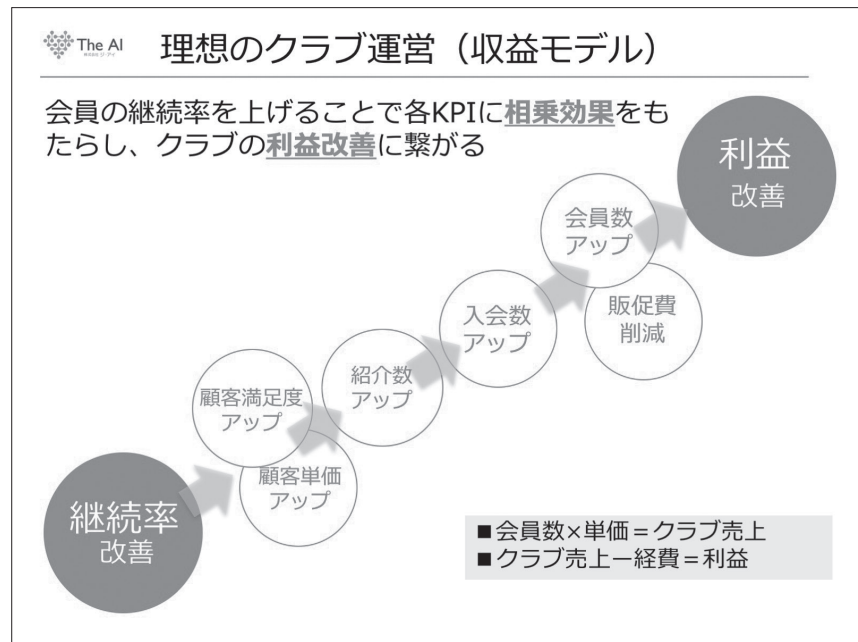 The AI
理想のクラブ運営（収益モデル）
会員の継続率を上げることで各KPIに相乗効果をも
たらし、クラブの利益改善に繋がる
利益
改善
会員数
アップ
販促費
削減
入会数
アップ
紹介数
アップ
顧客満足度
アップ
顧客単価
アップ
継続率
改善
■会員数×単価＝クラブ売上
■クラブ売上ー経費＝利益